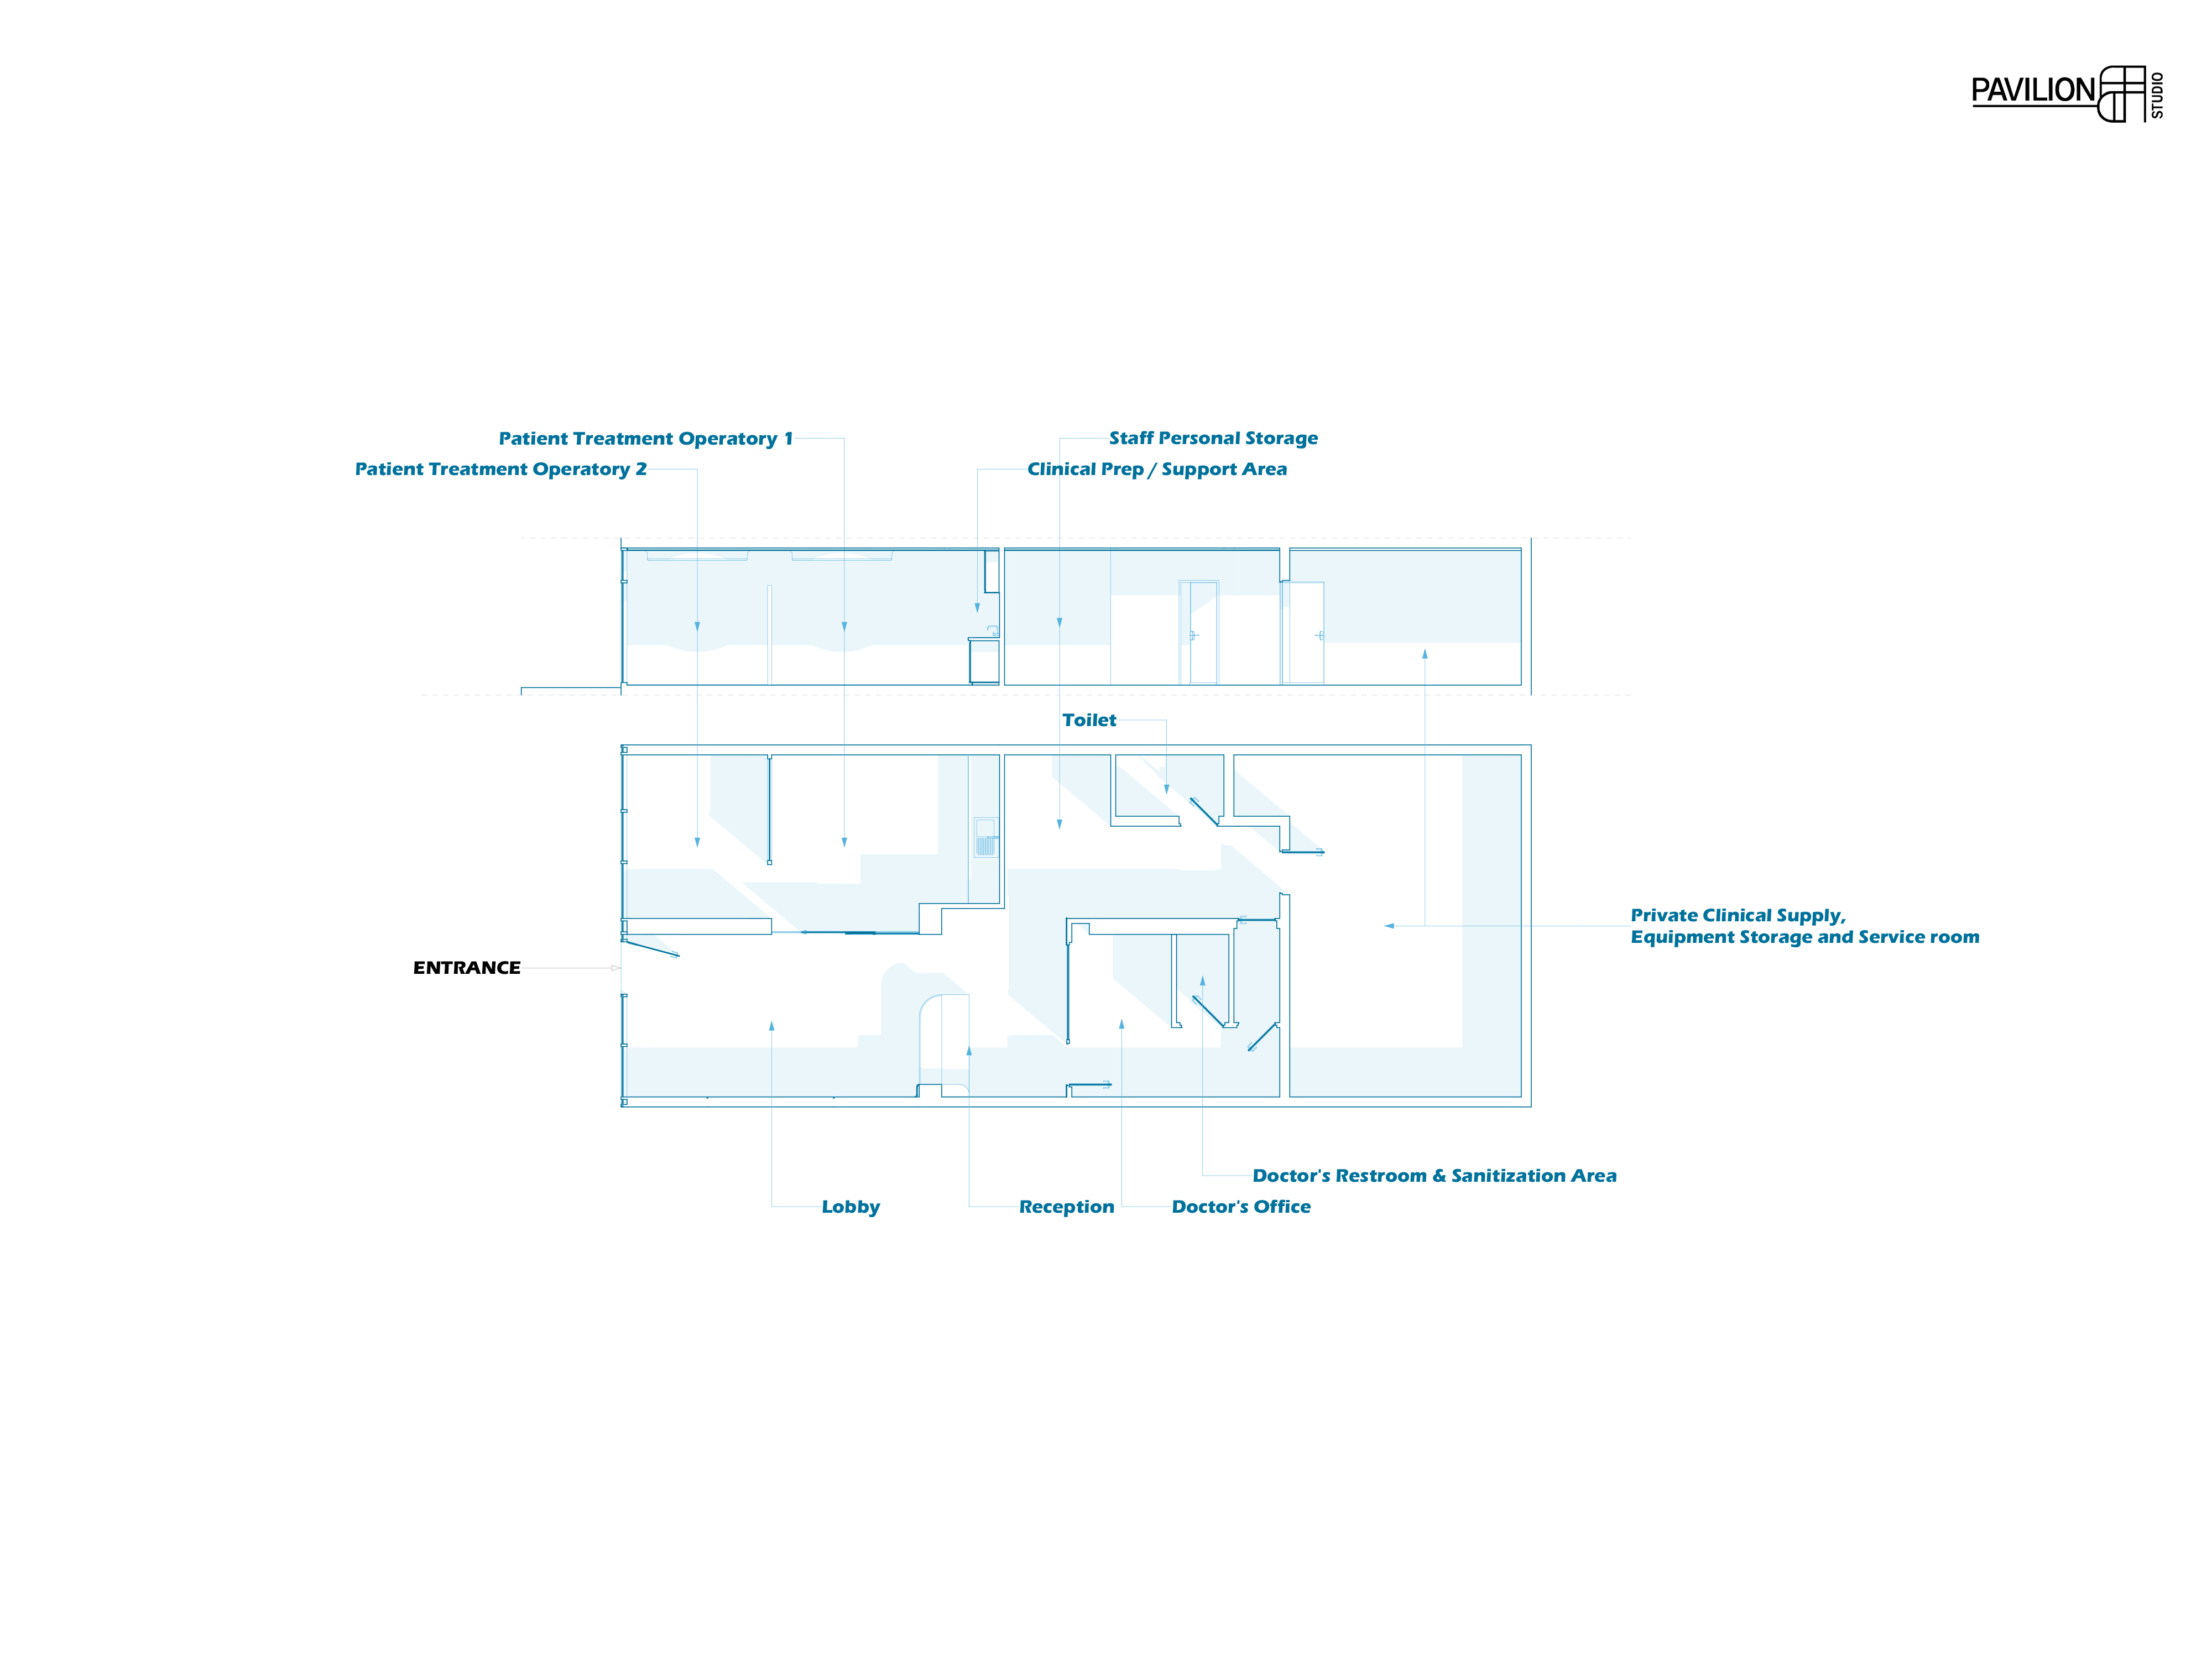 PAVILION STUDIO
Patient Treatment Operatory 1
Staff Personal Storage
Patient Treatment Operatory 2
Clinical Prep / Support Area
Toilet
Private Clinical Supply,
Equipment Storage and Service room
ENTRANCE
Doctor's Restroom & Sanitization Area
Lobby
Reception
Doctor's Office